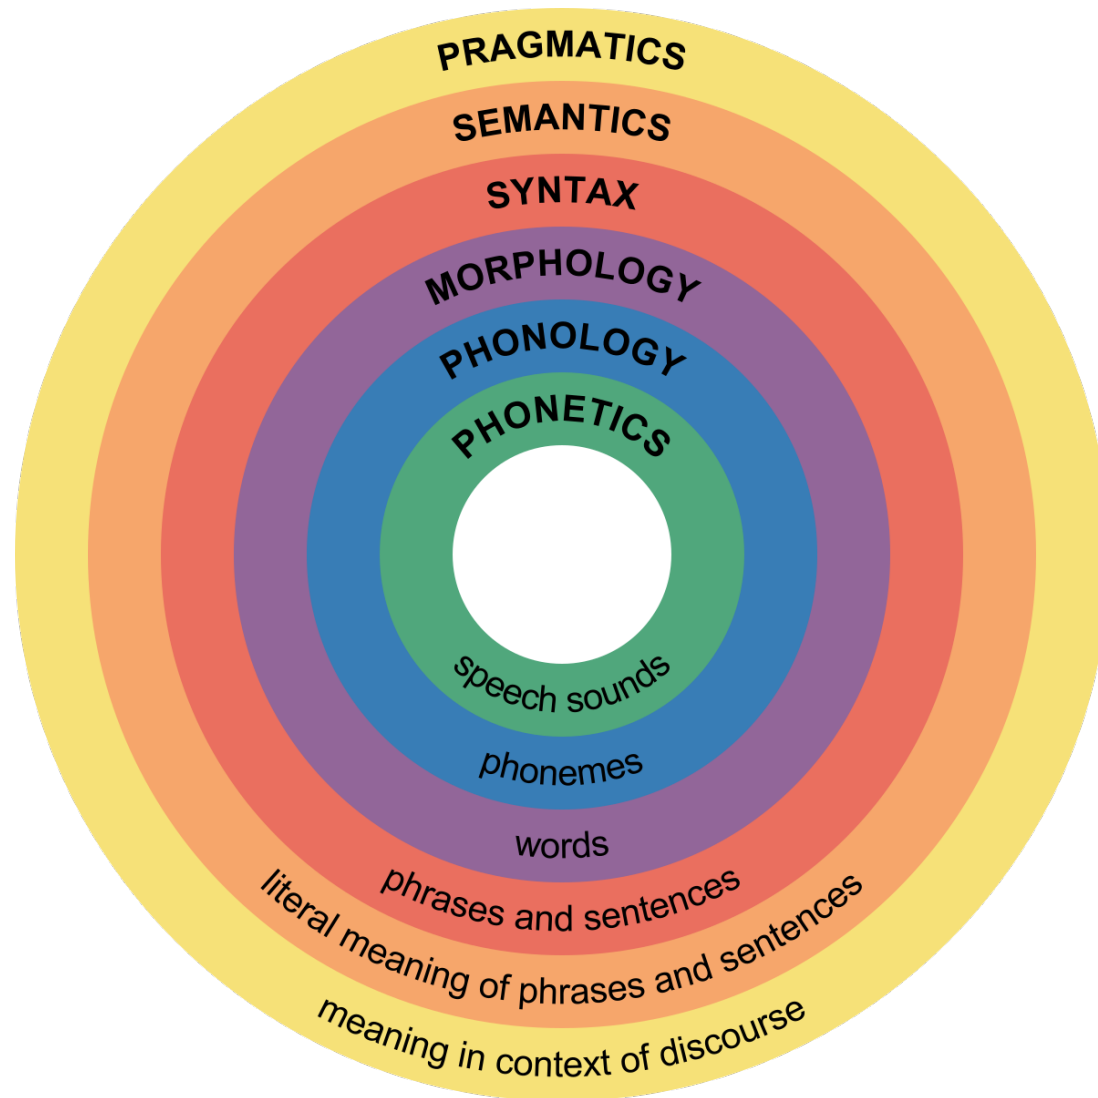 PRAGMATICS
SEMANTICS
SYNTAX
MORPHOLOGY
PHONOLOGY
PHONETICS
speech sounds
phonemes
words
phrases and sentences
literal meaning of phrases and sentences
meaning in context of discourse